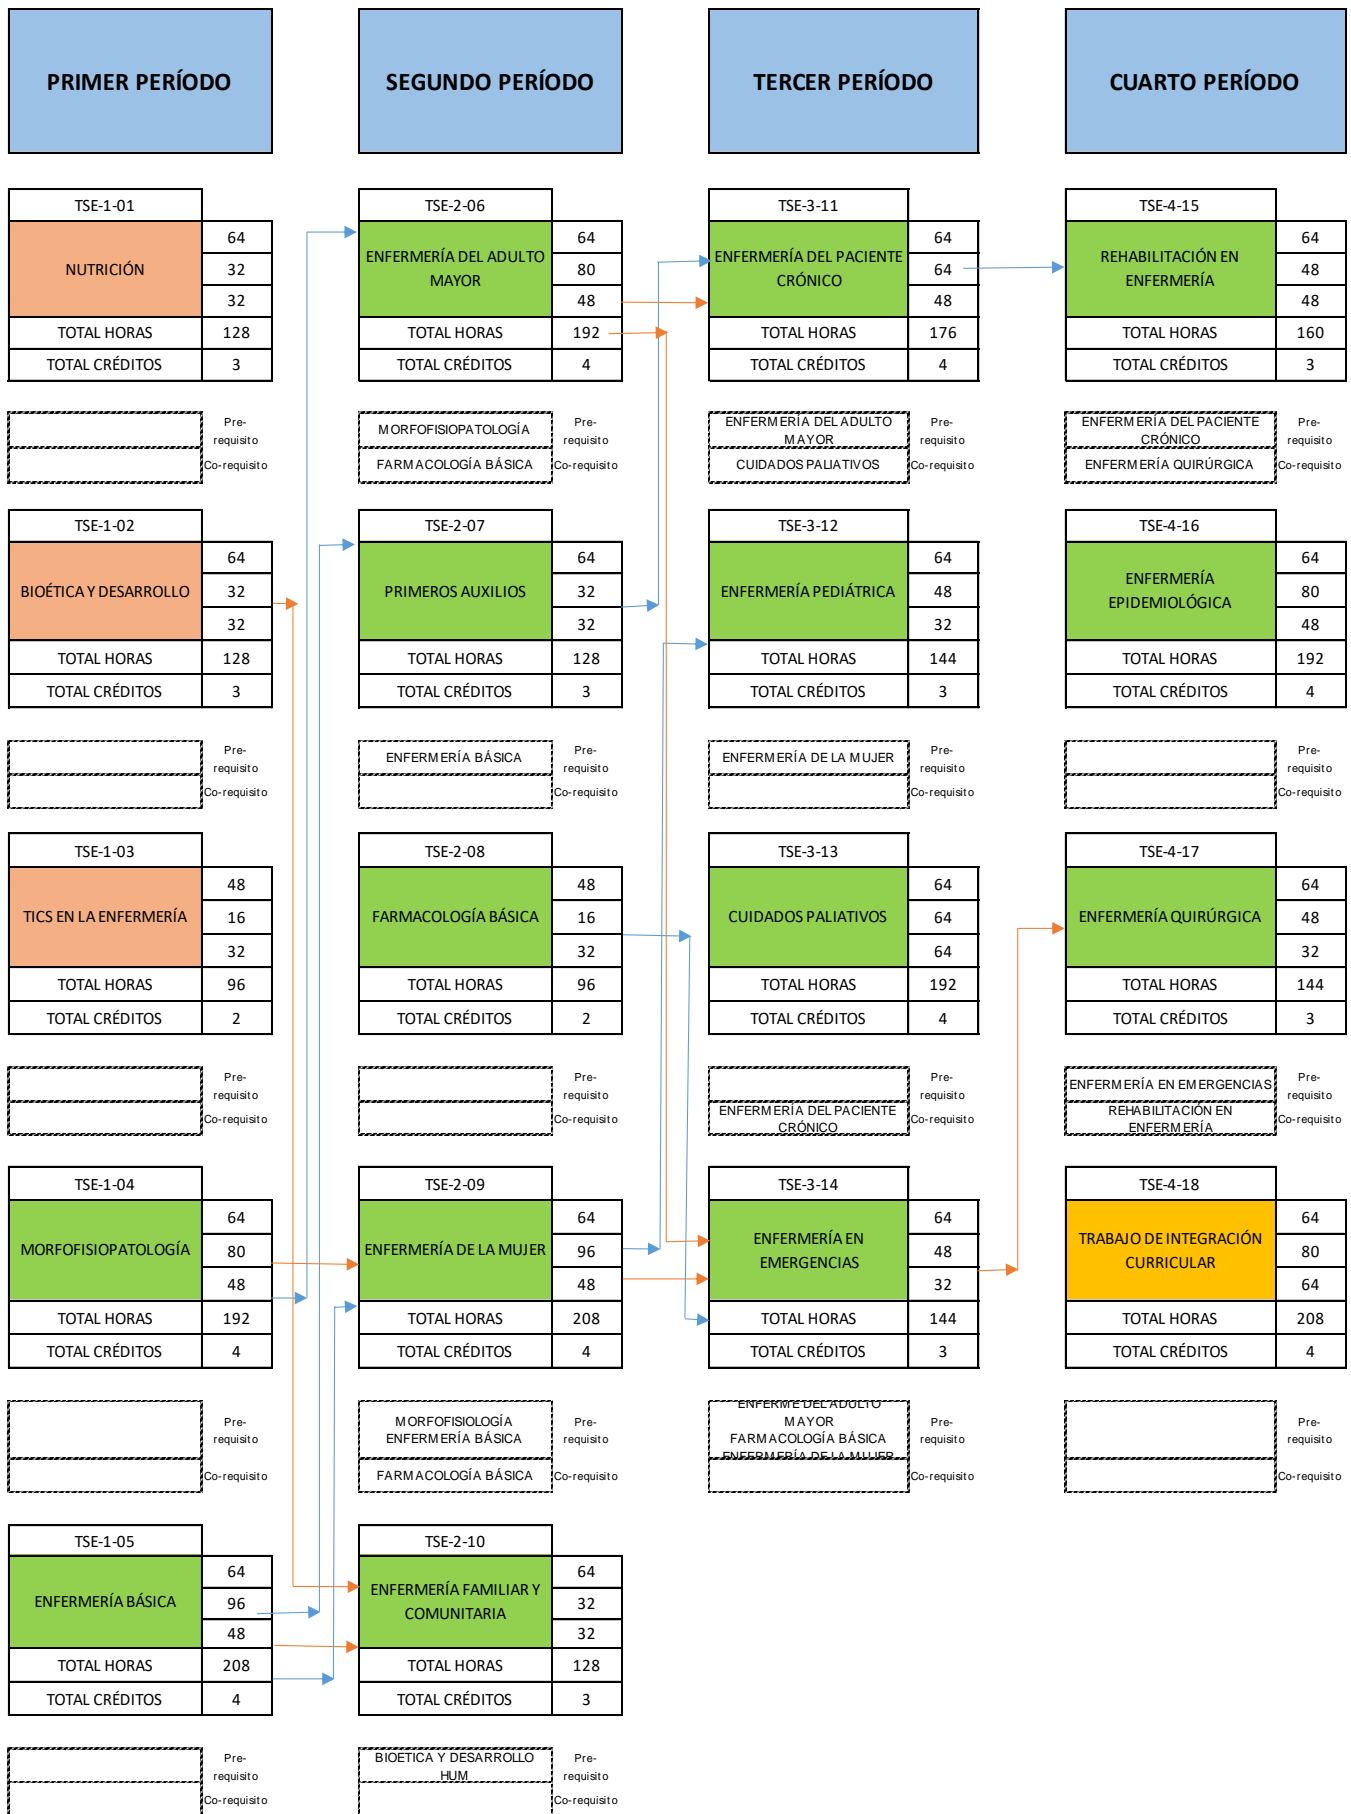 PRIMER PERÍODO
SEGUNDO PERÍODO
TERCER PERÍODO
CUARTO PERÍODO
TSE-1-01
64
NUTRICIÓN
32
32
TOTAL HORAS 128
TOTAL CRÉDITOS 3
Pre-
requisito
Co-requisito
TSE-1-02
64
BIOÉTICA Y DESARROLLO
32
32
TOTAL HORAS 128
TOTAL CRÉDITOS 3
Pre-
requisito
Co-requisito
TSE-1-03
48
TICS EN LA ENFERMERÍA
16
32
TOTAL HORAS 96
TOTAL CRÉDITOS 2
Pre-
requisito
Co-requisito
TSE-1-04
64
MORFOFISIOPATOLOGÍA
80
48
TOTAL HORAS 192
TOTAL CRÉDITOS 4
Pre-
requisito
Co-requisito
TSE-1-05
64
ENFERMERÍA BÁSICA
96
48
TOTAL HORAS 208
TOTAL CRÉDITOS 4
Pre-
requisito
Co-requisito
TSE-2-06
64
ENFERMERÍA DEL ADULTO
MAYOR
80
48
TOTAL HORAS 192
TOTAL CRÉDITOS 4
MORFOFISIOPATOLOGÍA
Pre-
requisito
FARMACOLOGÍA BÁSICA
Co-requisito
TSE-2-07
64
PRIMEROS AUXILIOS
32
32
TOTAL HORAS 128
TOTAL CRÉDITOS 3
ENFERMERÍA BÁSICA
Pre-
requisito
Co-requisito
TSE-2-08
48
FARMACOLOGÍA BÁSICA
16
32
TOTAL HORAS 96
TOTAL CRÉDITOS 2
Pre-
requisito
Co-requisito
TSE-2-09
64
ENFERMERÍA DE LA MUJER
96
48
TOTAL HORAS 208
TOTAL CRÉDITOS 4
MORFOFISIOLOGÍA
ENFERMERÍA BÁSICA
Pre-
requisito
FARMACOLOGÍA BÁSICA
Co-requisito
TSE-2-10
64
ENFERMERÍA FAMILIAR Y
COMUNITARIA
32
32
TOTAL HORAS 128
TOTAL CRÉDITOS 3
BIOETICA Y DESARROLLO
HUM
Pre-
requisito
Co-requisito
TSE-3-11
64
ENFERMERÍA DEL PACIENTE
CRÓNICO
64
48
TOTAL HORAS 176
TOTAL CRÉDITOS 4
ENFERMERÍA DEL ADULTO
MAYOR
Pre-
requisito
CUIDADOS PALIATIVOS
Co-requisito
TSE-3-12
64
ENFERMERÍA PEDIÁTRICA
48
32
TOTAL HORAS 144
TOTAL CRÉDITOS 3
ENFERMERÍA DE LA MUJER
Pre-
requisito
Co-requisito
TSE-3-13
64
CUIDADOS PALIATIVOS
64
64
TOTAL HORAS 192
TOTAL CRÉDITOS 4
Pre-
requisito
ENFERMERÍA DEL PACIENTE
CRÓNICO
Co-requisito
TSE-3-14
64
ENFERMERÍA EN
EMERGENCIAS
48
32
TOTAL HORAS 144
TOTAL CRÉDITOS 3
ENFERME DEL ADULTO
MAYOR
FARMACOLOGÍA BÁSICA
ENFERMERÍA DE LA MUJER
Pre-
requisito
Co-requisito
TSE-4-15
64
REHABILITACIÓN EN
ENFERMERÍA
48
48
TOTAL HORAS 160
TOTAL CRÉDITOS 3
ENFERMERÍA DEL PACIENTE
CRÓNICO
Pre-
requisito
ENFERMERÍA QUIRÚRGICA
Co-requisito
TSE-4-16
64
ENFERMERÍA
EPIDEMIOLÓGICA
80
48
TOTAL HORAS 192
TOTAL CRÉDITOS 4
Pre-
requisito
Co-requisito
TSE-4-17
64
ENFERMERÍA QUIRÚRGICA
48
32
TOTAL HORAS 144
TOTAL CRÉDITOS 3
ENFERMERÍA EN EMERGENCIAS
Pre-
requisito
REHABILITACIÓN EN
ENFERMERÍA
Co-requisito
TSE-4-18
64
TRABAJO DE INTEGRACIÓN
CURRICULAR
80
64
TOTAL HORAS 208
TOTAL CRÉDITOS 4
Pre-
requisito
Co-requisito